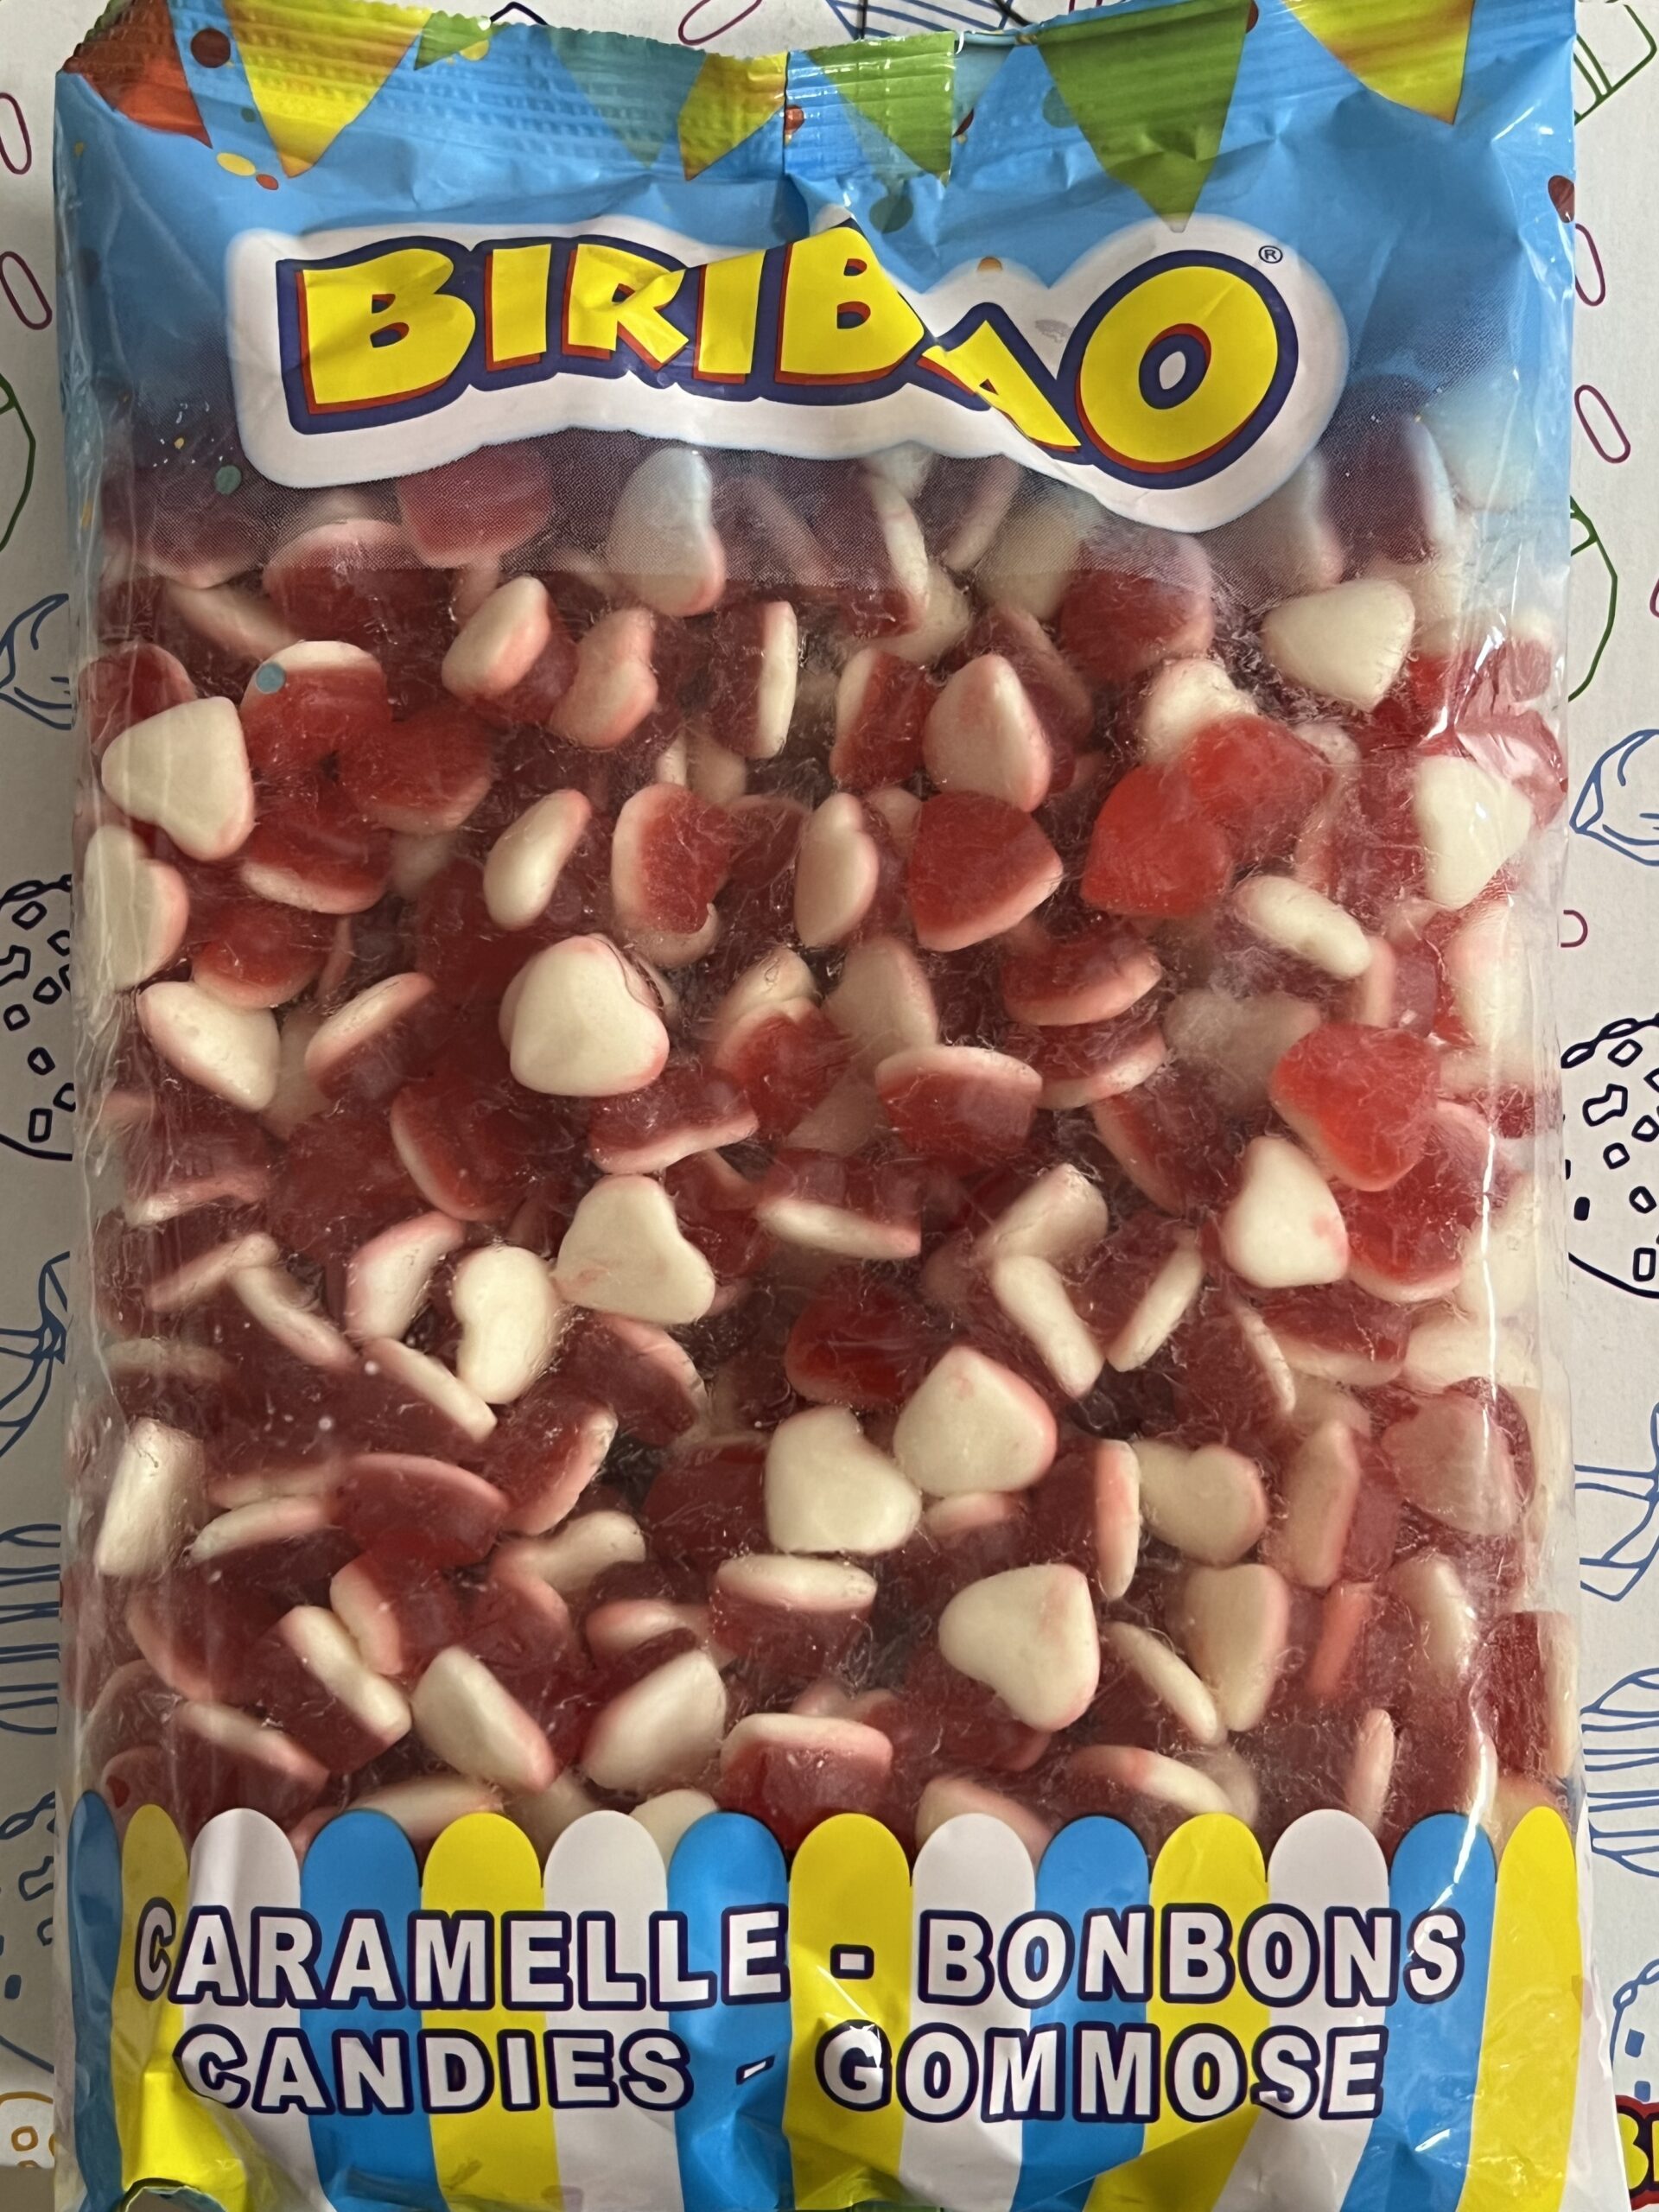 BIRIBAO®
CARAMELLE - BONBONS
CANDIES - GOMMOSE